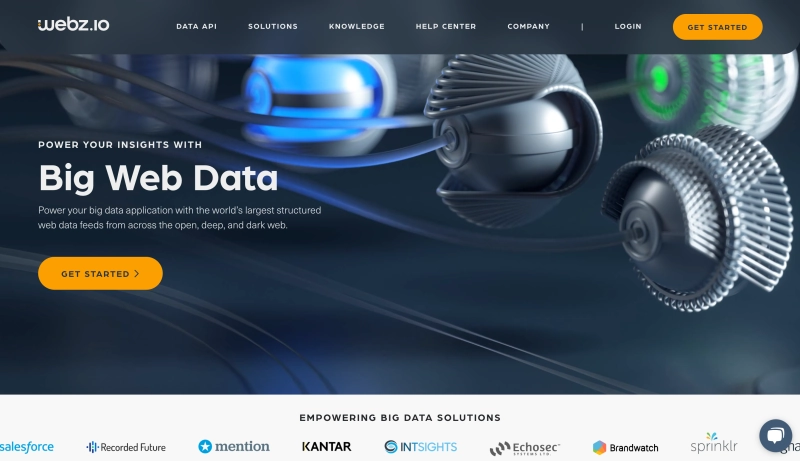 webz.io
DATA API SOLUTIONS KNOWLEDGE HELP CENTER COMPANY | LOGIN GET STARTED
POWER YOUR INSIGHTS WITH
Big Web Data
Power your big data application with the world's largest structured
web data feeds from across the open, deep, and dark web.
GET STARTED >
EMPOWERING BIG DATA SOLUTIONS
salesforce Recorded Future mention KANTAR INTSIGHTS Echosec SYSTEMS LTD. Brandwatch sprinklr